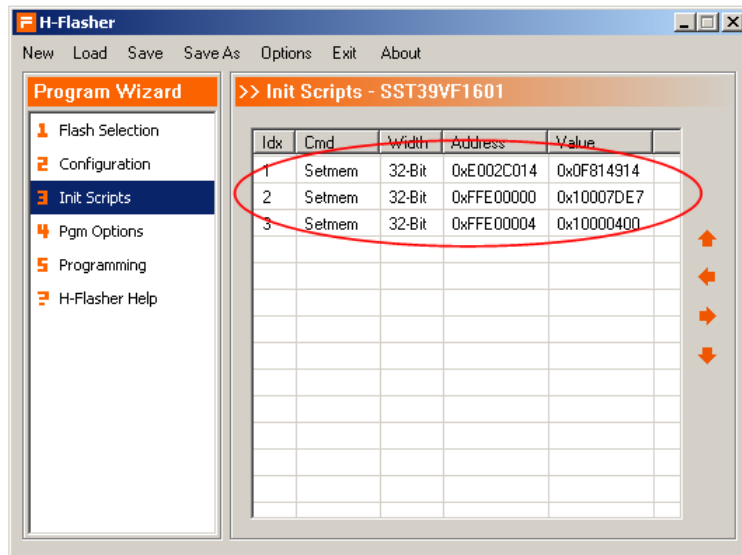 H-Flasher
New Load Save Save As Options Exit About
Program Wizard
1 Flash Selection
2 Configuration
3 Init Scripts
4 Pgm Options
5 Programming
? H-Flasher Help
>> Init Scripts - SST39VF1601
Idx Cmd Width Address Value
1 Setmem 32-Bit 0xE002C014 0x0F814914
2 Setmem 32-Bit 0xFFE00000 0x10007DE7
3 Setmem 32-Bit 0xFFE00004 0x10000400